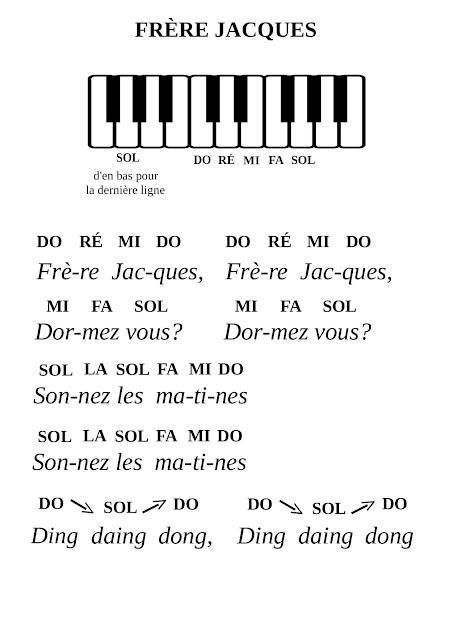 FRÈRE JACQUES
SOL DO RÉ MI FA SOL
d'en bas pour
la dernière ligne
DO RÉ MI DO DO RÉ MI DO
Frè-re Jac-ques, Frè-re Jac-ques,
MI FA SOL MI FA SOL
Dor-mez vous? Dor-mez vous?
SOL LA SOL FA MI DO
Son-nez les ma-ti-nes
SOL LA SOL FA MI DO
Son-nez les ma-ti-nes
DO SOL DO DO SOL DO
Ding daing dong, Ding daing dong